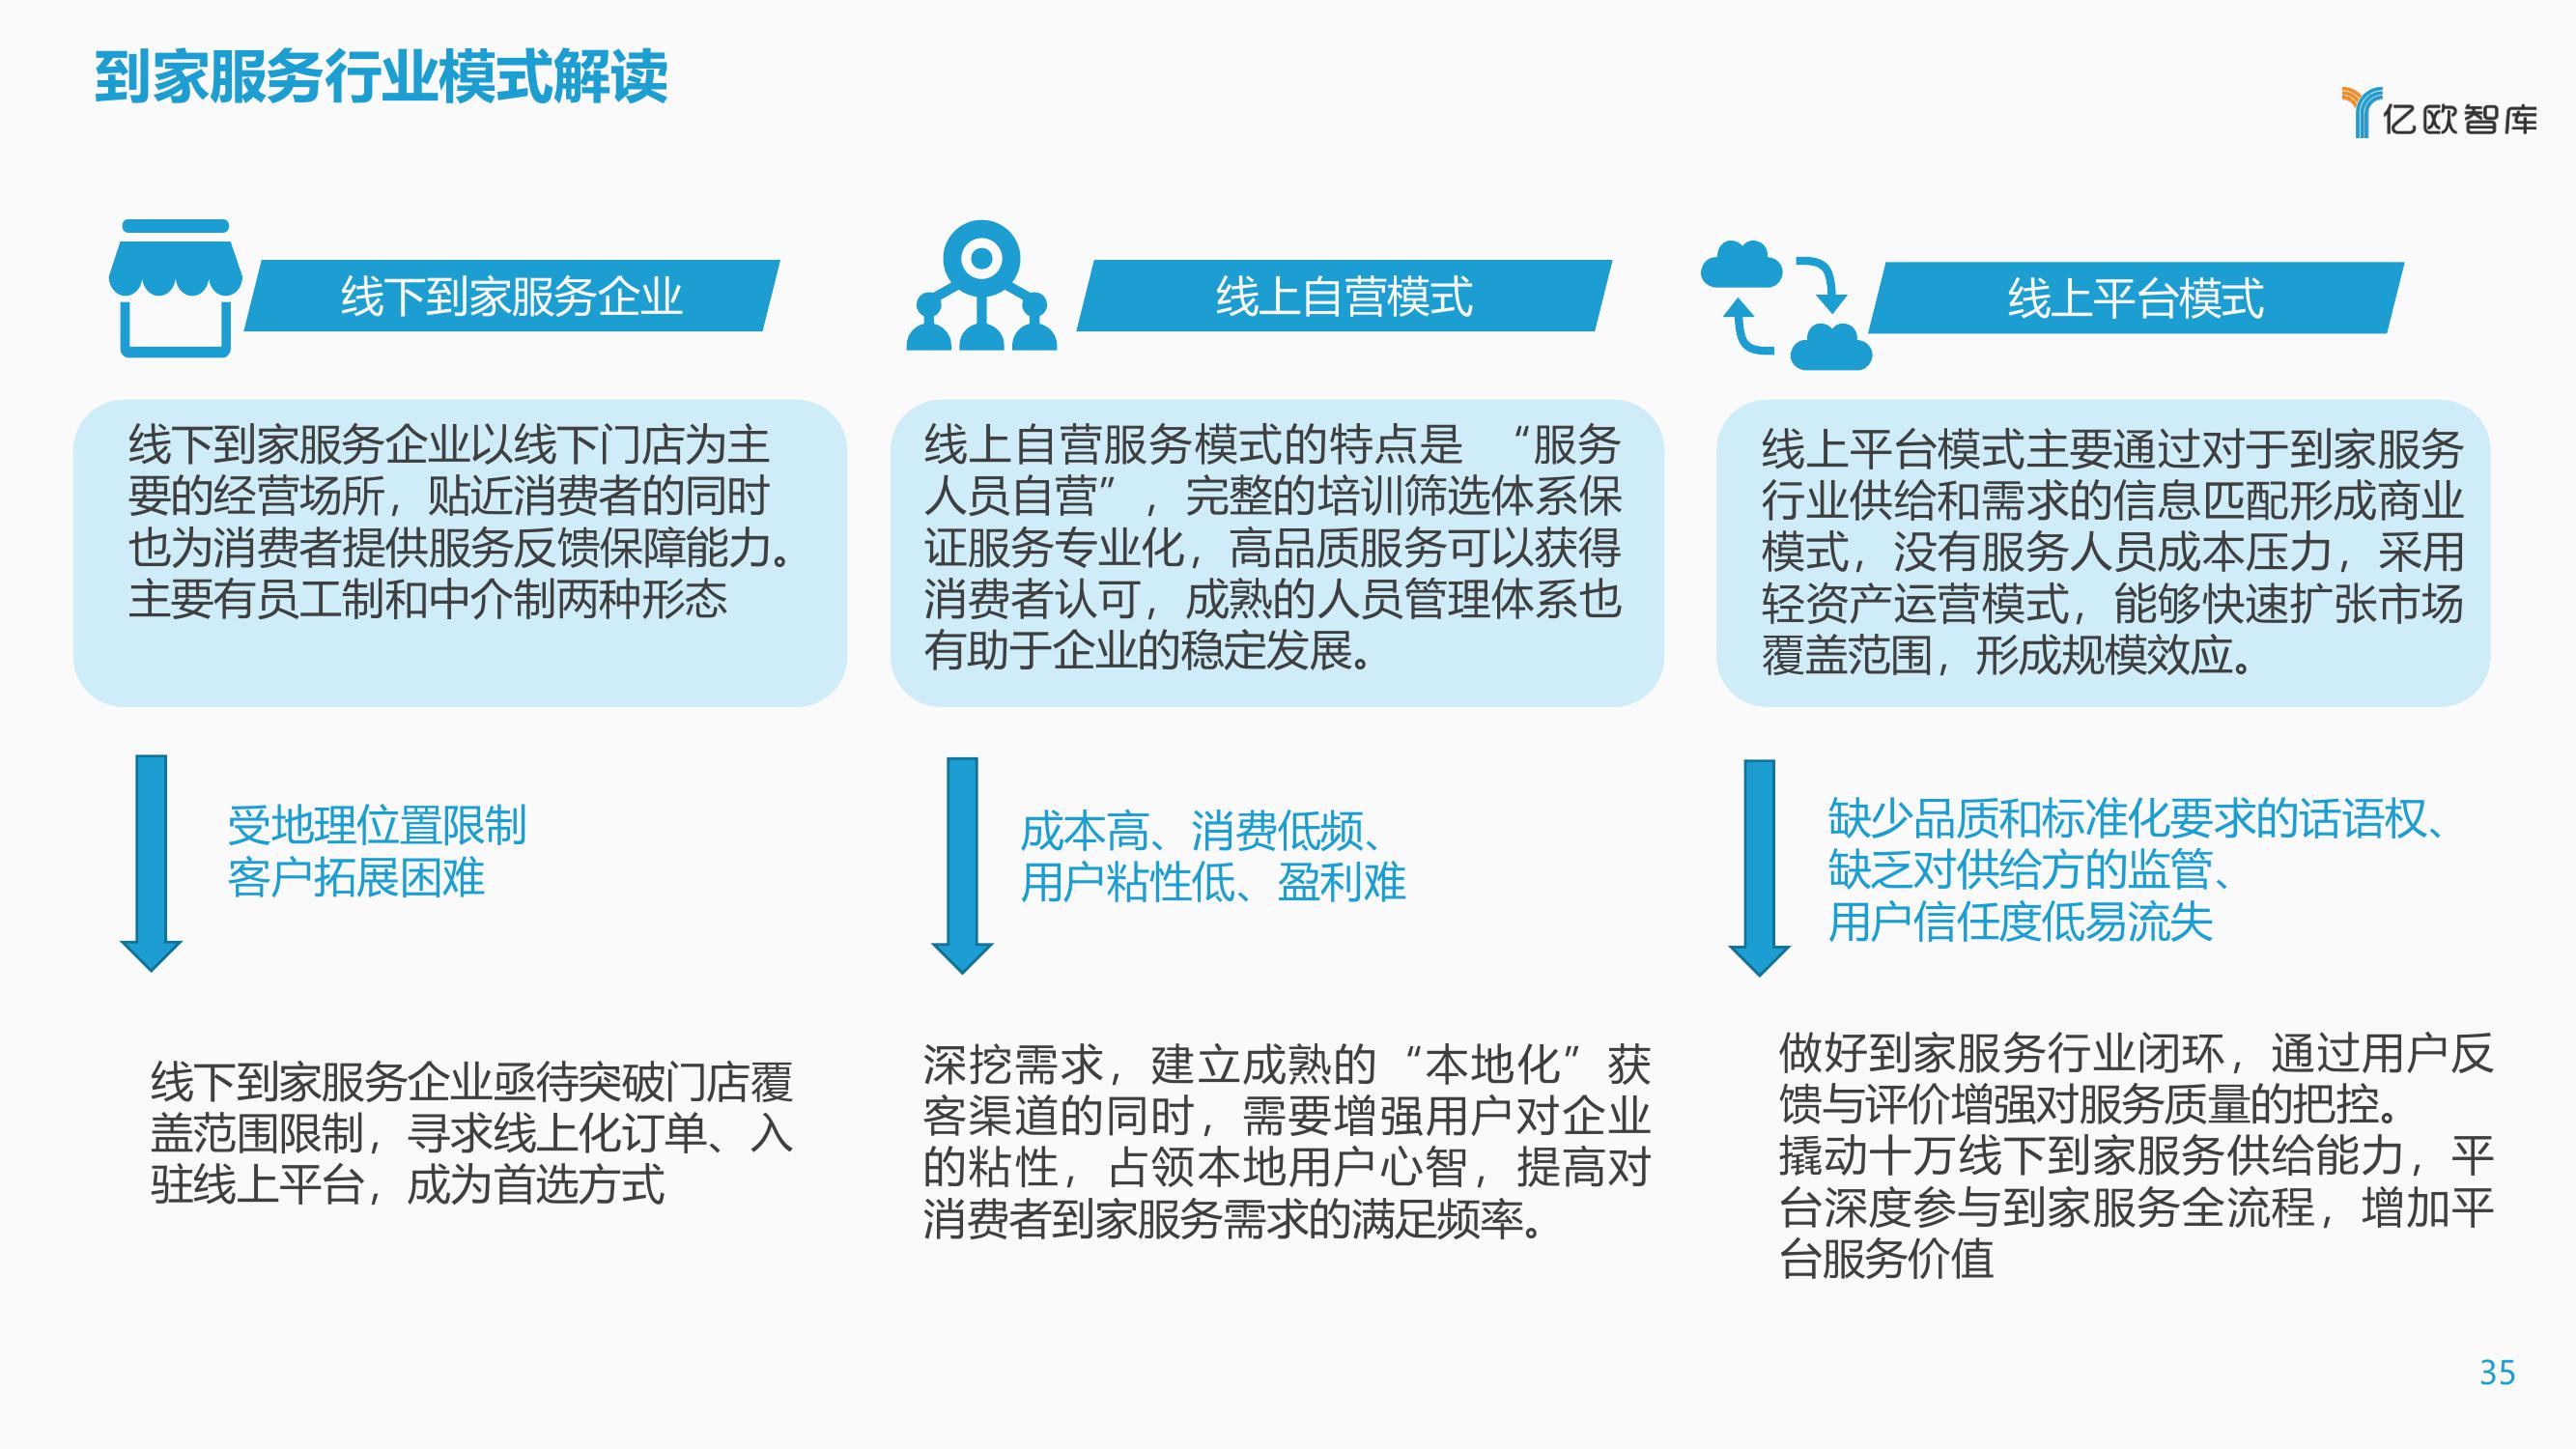 到家服务行业模式解读
亿欧智库
线下到家服务企业
线上自营模式
线上平台模式
线下到家服务企业以线下门店为主
要的经营场所，贴近消费者的同时
也为消费者提供服务反馈保障能力。
主要有员工制和中介制两种形态
线上自营服务模式的特点是 “服务
人员自营”，完整的培训筛选体系保
证服务专业化，高品质服务可以获得
消费者认可，成熟的人员管理体系也
有助于企业的稳定发展。
线上平台模式主要通过对于到家服务
行业供给和需求的信息匹配形成商业
模式，没有服务人员成本压力，采用
轻资产运营模式，能够快速扩张市场
覆盖范围，形成规模效应。
受地理位置限制
客户拓展困难
成本高、消费低频、
用户粘性低、盈利难
缺少品质和标准化要求的话语权、
缺乏对供给方的监管、
用户信任度低易流失
线下到家服务企业亟待突破门店覆
盖范围限制，寻求线上化订单、入
驻线上平台，成为首选方式
深挖需求，建立成熟的“本地化”获
客渠道的同时，需要增强用户对企业
的粘性，占领本地用户心智，提高对
消费者到家服务需求的满足频率。
做好到家服务行业闭环，通过用户反
馈与评价增强对服务质量的把控。
撬动十万线下到家服务供给能力，平
台深度参与到家服务全流程，增加平
台服务价值
35